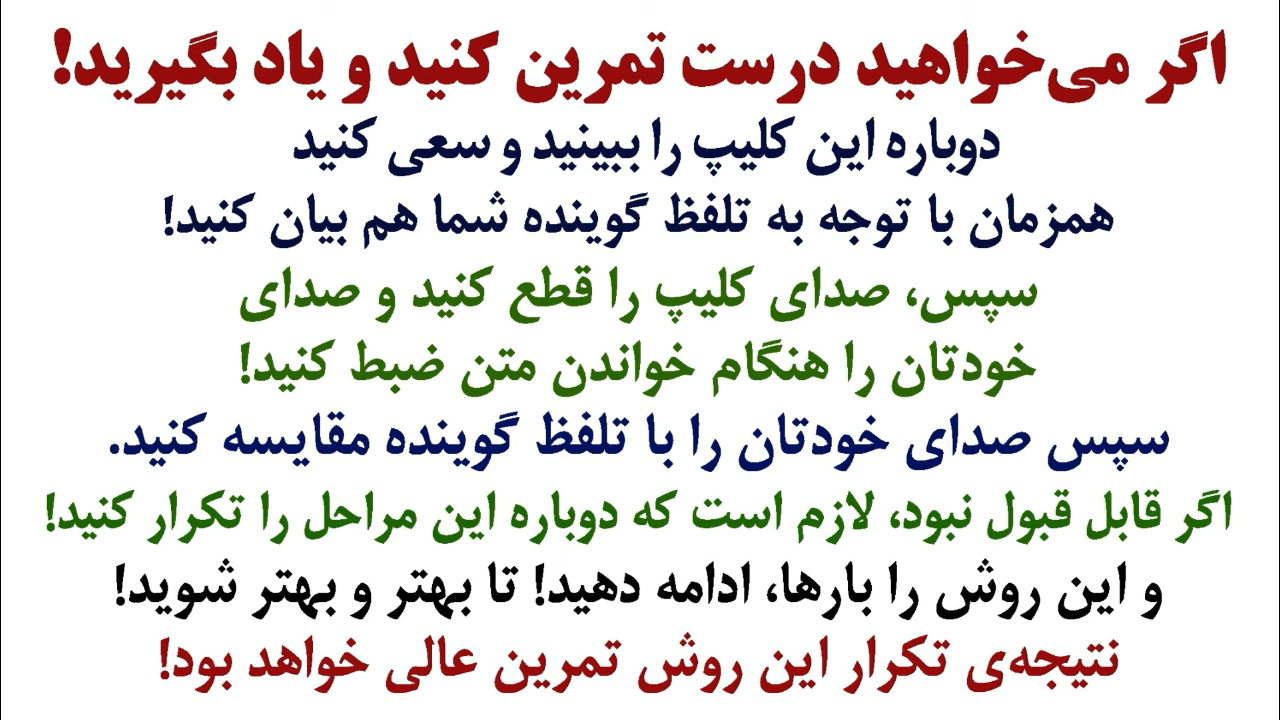 اگر می‌خواهید درست تمرین کنید و یاد بگیرید!
دوباره این کلیپ را ببینید و سعی کنید
همزمان با توجه به تلفظ گوینده شما هم بیان کنید!
سپس، صدای کلیپ را قطع کنید و صدای
خودتان را هنگام خواندن متن ضبط کنید!
سپس صدای خودتان را با تلفظ گوینده مقایسه کنید.
اگر قابل قبول نبود، لازم است که دوباره این مراحل را تکرار کنید!
و این روش را بارها، ادامه دهید! تا بهتر و بهتر شوید!
نتیجه‌ی تکرار این روش تمرین عالی خواهد بود!